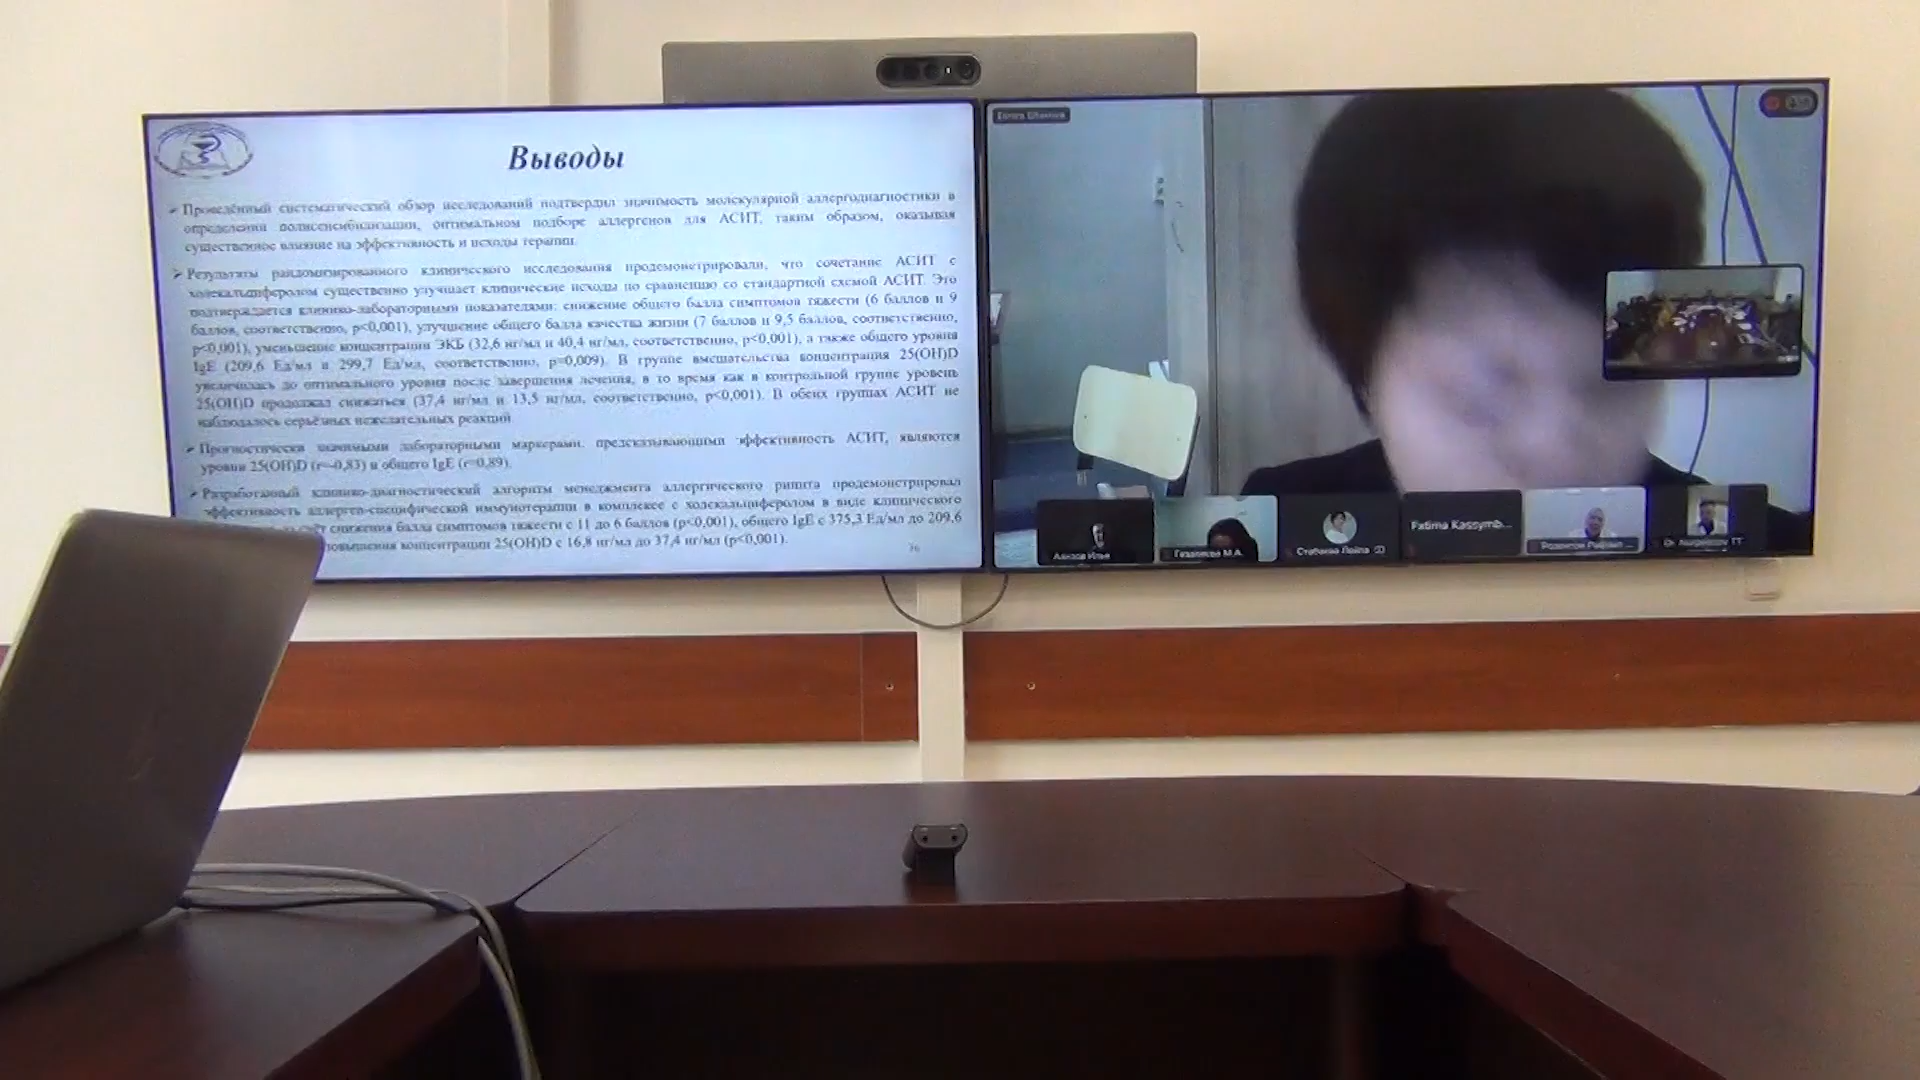 Выводы
Проведённый систематический обзор исследований подтвердил значимость молекулярной аллергодиагностики в
определении полисенсибилизации, оптимальном подборе аллергенов для АСИТ, таким образом, оказывая
существенное влияние на эффективность и исходы терапии.
Результаты рандомизированного клинического исследования продемонстрировали, что сочетание АСИТ с
холекальциферолом существенно улучшает клинические исходы по сравнению со стандартной схемой АСИТ. Это
подтверждается клинико-лабораторными показателями: снижение общего балла симптомов тяжести (6 баллов и 9
баллов, соответственно, p<0,001), улучшение общего балла качества жизни (7 баллов и 9,5 баллов, соответственно,
p<0,001), уменьшение концентрации ЭКБ (32,6 нг/мл и 40,4 нг/мл, соответственно, p<0,001), а также общего уровня
IgE (209,6 Ед/мл и 299,7 Ед/мл, соответственно, p=0,009). В группе вмешательства концентрация 25(OH)D
увеличилась до оптимального уровня после завершения лечения, в то время как в контрольной группе уровень
25(OH)D продолжал снижаться (37,4 нг/мл и 13,5 нг/мл, соответственно, p<0,001). В обеих группах АСИТ не
наблюдалось серьёзных нежелательных реакций.
Прогностически значимыми лабораторными маркерами, предсказывающими эффективность АСИТ, являются
уровни 25(OH)D (r=-0,83) и общего IgE (r=0,89).
Разработанный клинико-диагностический алгоритм менеджмента аллергического ринита продемонстрировал
эффективность аллерген-специфической иммунотерапии в комплексе с холекальциферолом в виде клинического
снижения балла симптомов тяжести с 11 до 6 баллов (p<0,001), общего IgE с 375,3 Ед/мл до 209,6
повышения концентрации 25(OH)D с 16,8 нг/мл до 37,4 нг/мл (p<0,001).
Газалиева М.А.
Fatima Kassymb...